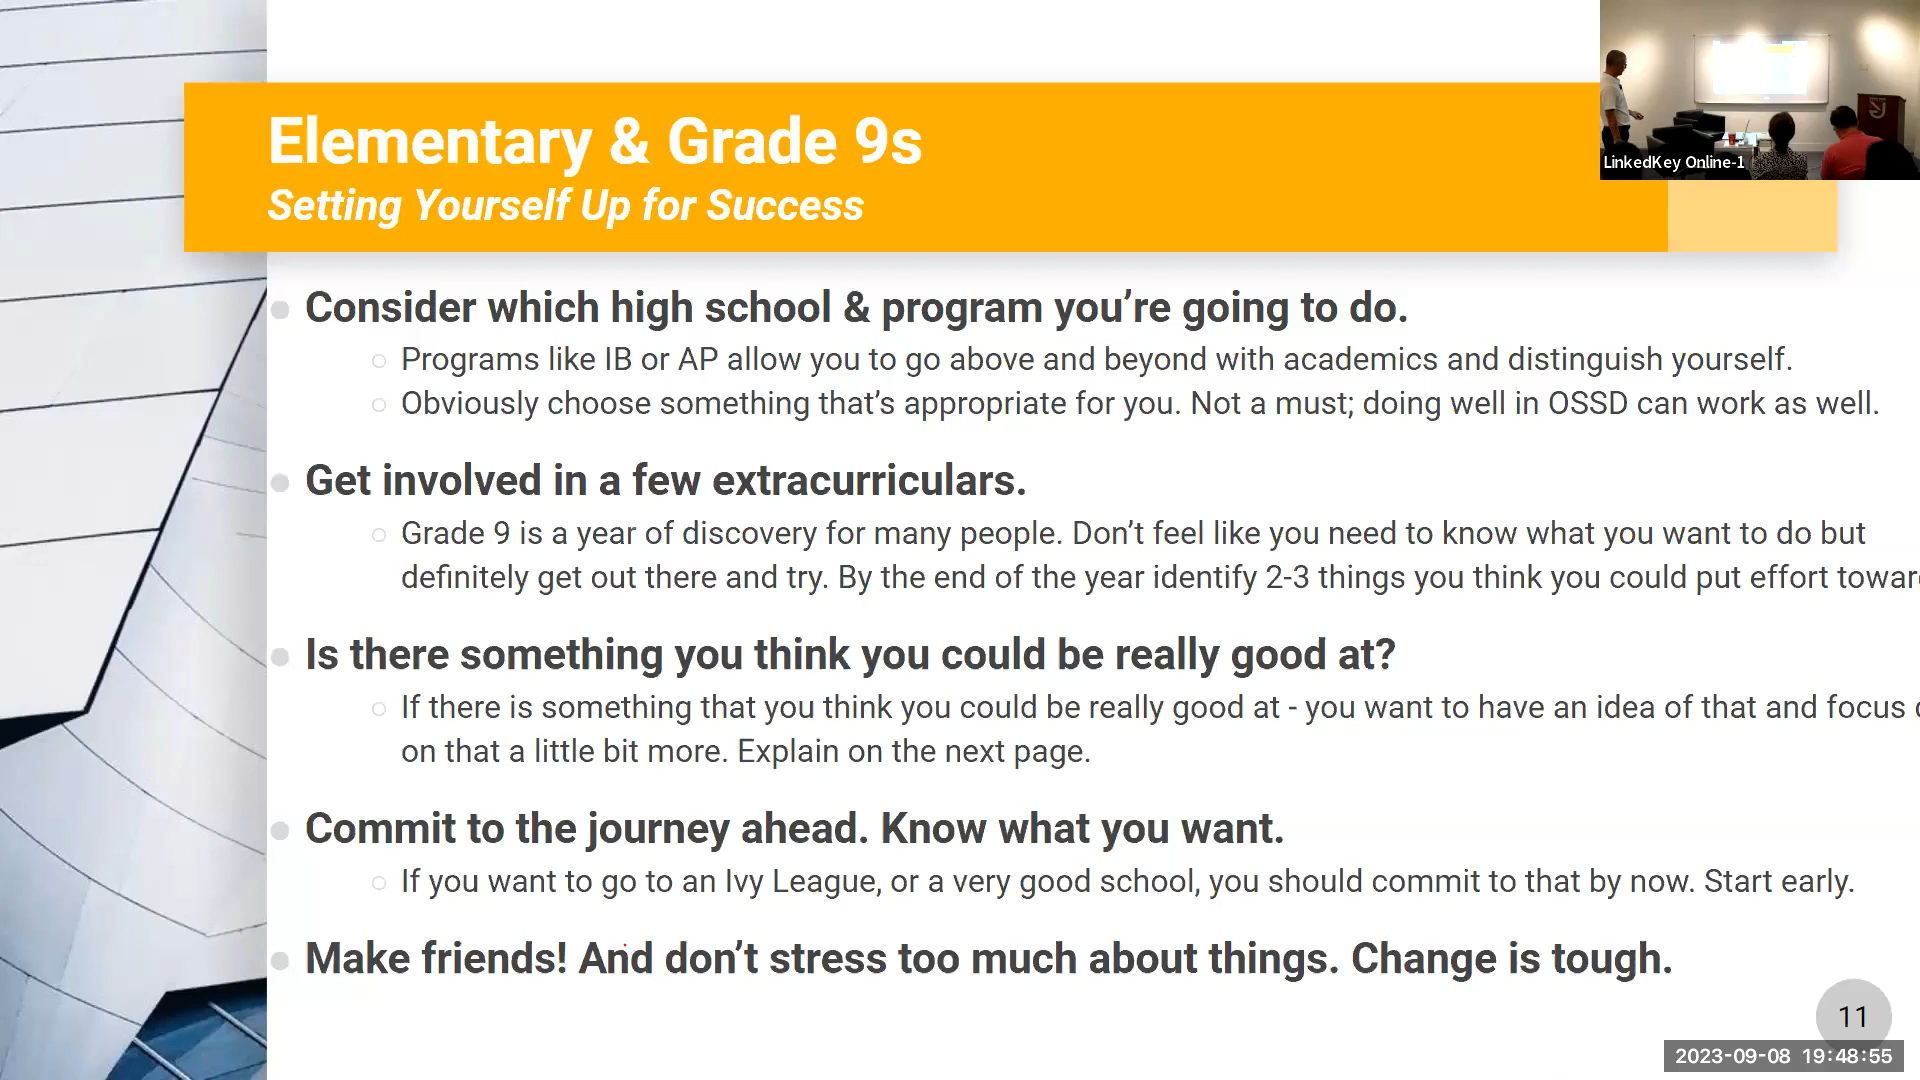 Elementary & Grade 9s
Setting Yourself Up for Success
LinkedKey Online-1
Consider which high school & program you’re going to do.
Programs like IB or AP allow you to go above and beyond with academics and distinguish yourself.
Obviously choose something that’s appropriate for you. Not a must; doing well in OSSD can work as well.
Get involved in a few extracurriculars.
Grade 9 is a year of discovery for many people. Don’t feel like you need to know what you want to do but
definitely get out there and try. By the end of the year identify 2-3 things you think you could put effort
Is there something you think you could be really good at?
If there is something that you think you could be really good at - you want to have an idea of that and focus
on that a little bit more. Explain on the next page.
Commit to the journey ahead. Know what you want.
If you want to go to an Ivy League, or a very good school, you should commit to that by now. Start early.
Make friends! And don’t stress too much about things. Change is tough.
11
2023-09-08 19:48:55